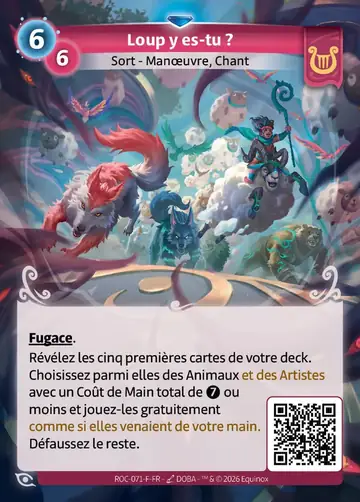 6
6
Loup y es-tu ?
Sort - Manœuvre, Chant
Fugace.
Révélez les cinq premières cartes de votre deck.
Choisissez parmi elles des Animaux et des Artistes
avec un Coût de Main total de 7 ou
moins et jouez-les gratuitement
comme si elles venaient de votre main.
Défaussez le reste.
ROC-071-F-FR - DOBA - ™ & © 2026 Equinox